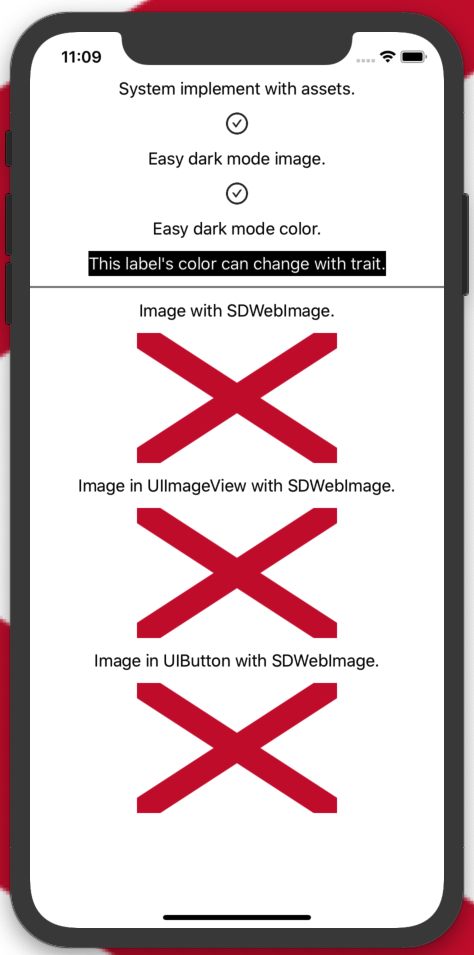 11:09
System implement with assets.
Easy dark mode image.
Easy dark mode color.
This label's color can change with trait.
Image with SDWebImage.
Image in UIImageView with SDWebImage.
Image in UIButton with SDWebImage.